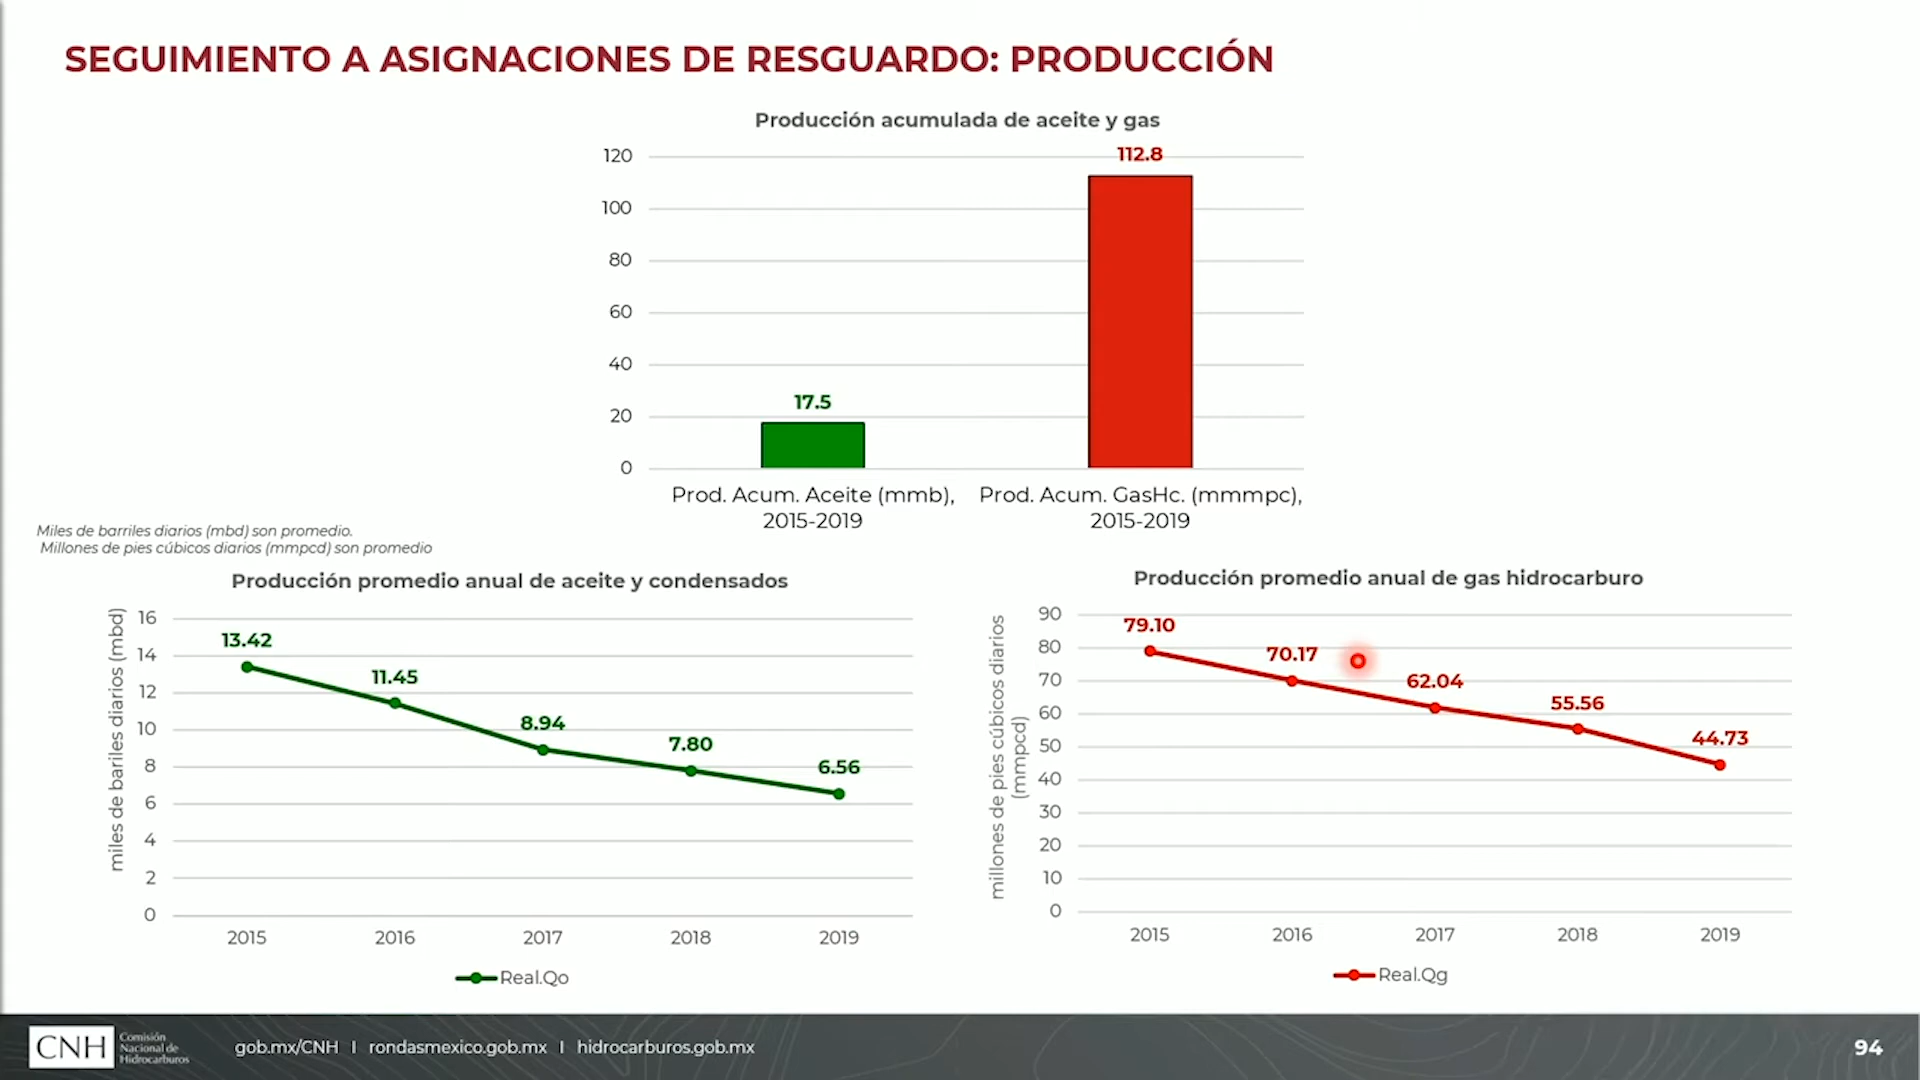 SEGUIMIENTO A ASIGNACIONES DE RESGUARDO: PRODUCCIÓN
Producción acumulada de aceite y gas
120
100
80
60
40
20
0
112.8
17.5
Prod. Acum. Aceite (mmb),
2015-2019
Prod. Acum. GasHc. (mmmpc),
2015-2019
Miles de barriles diarios (mbd) son promedio.
Millones de pies cúbicos diarios (mmpcd) son promedio
Producción promedio anual de aceite y condensados
miles de bariles diarios (mbd)
16
14
12
10
8
6
4
2
0
13.42
11.45
8.94
7.80
6.56
2015
2016
2017
2018
2019
Real.Qo
Producción promedio anual de gas hidrocarburo
millones de pies cúbicos diarios
(mmpcd)
90
80
70
60
50
40
30
20
10
0
79.10
70.17
62.04
55.56
44.73
2015
2016
2017
2018
2019
Real.Qg
CNH
Comisión
Nacional de
Hidrocarburos
gob.mx/CNH I rondasmexico.gob.mx I hidrocarburos.gob.mx
94